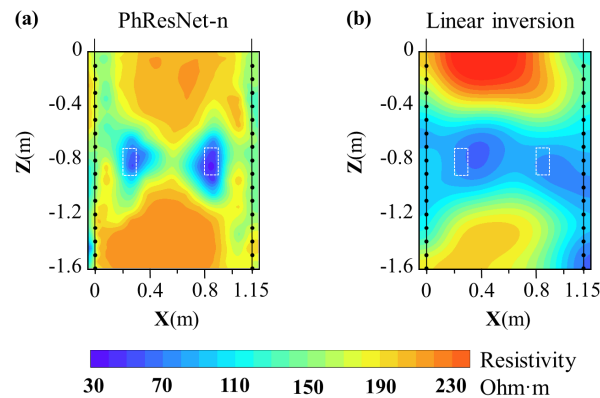 (a) PhResNet-n
(b) Linear inversion
0
-0.4
-0.8
-1.2
-1.6
Z(m)
0 0.4 0.8 1.15
X(m)
0
-0.4
-0.8
-1.2
-1.6
Z(m)
0 0.4 0.8 1.15
X(m)
Resistivity
30 70 110 150 190 230 Ohm·m